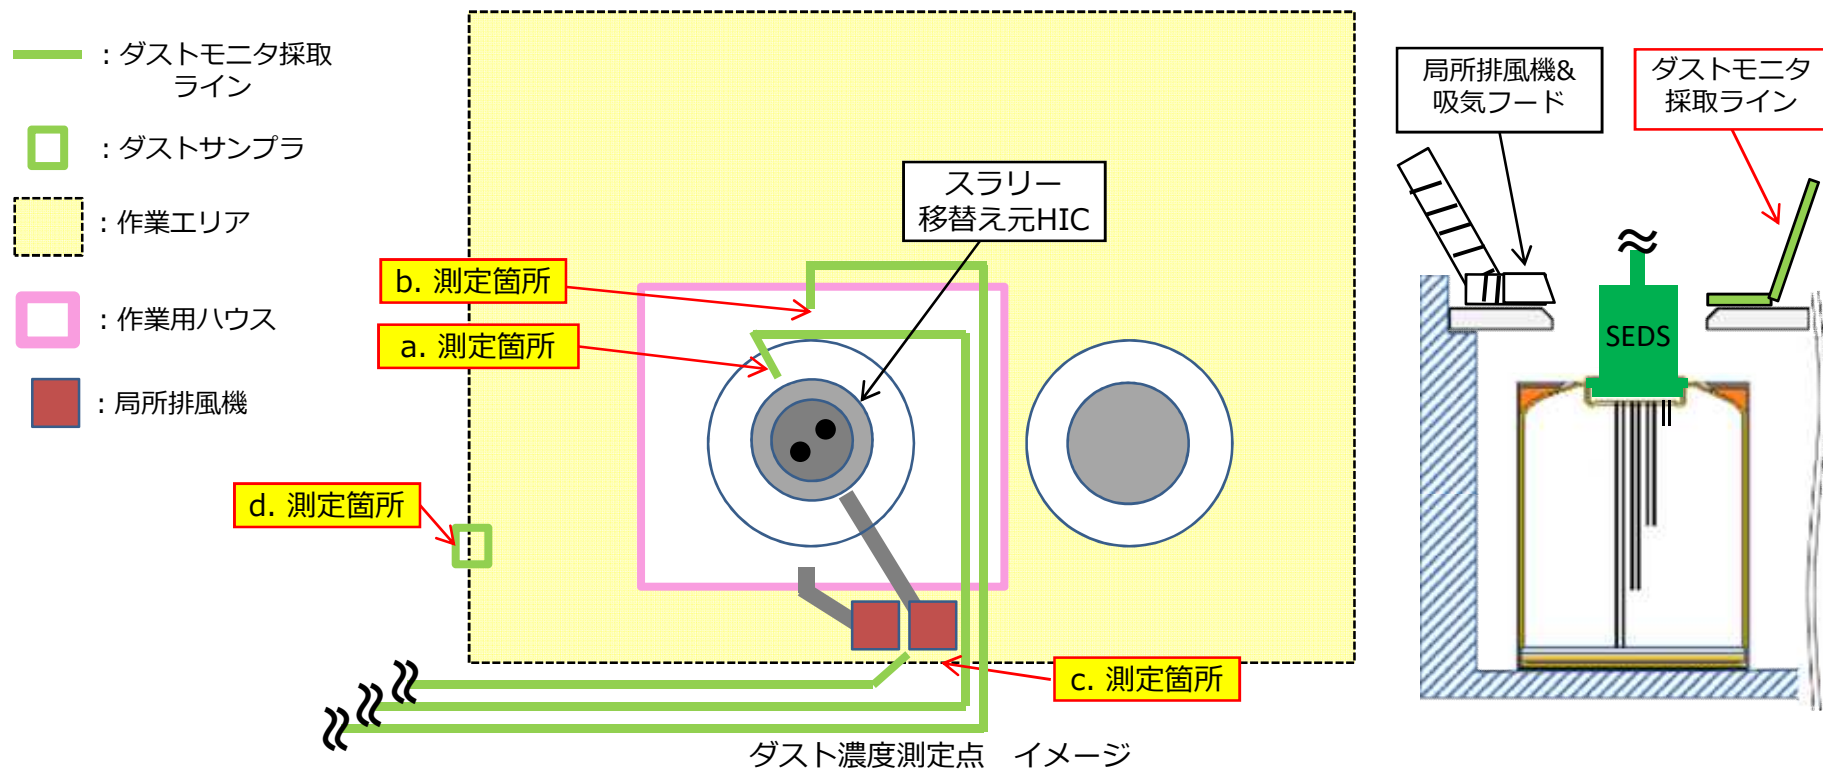 ：ダストモニタ採取
ライン
：ダストサンプラ
：作業エリア
：作業用ハウス
：局所排風機
スラリー
移替え元HIC
b. 測定箇所
a. 測定箇所
d. 測定箇所
c. 測定箇所
ダスト濃度測定点　イメージ
局所排風機&
吸気フード
ダストモニタ
採取ライン
SEDS